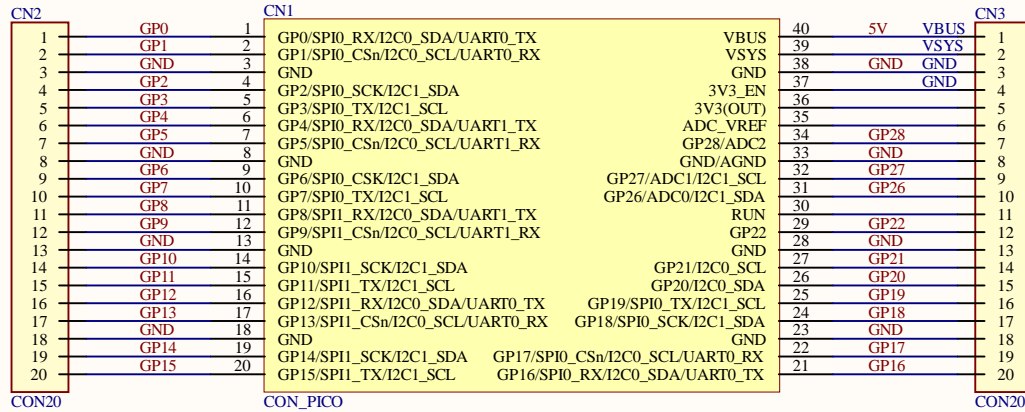 CN2 CN1 CN3
1 GP0 1 GP0/SPI0_RX/I2C0_SDA/UART0_TX VBUS 40 5V VBUS 1
2 GP1 2 GP1/SPI0_CSn/I2C0_SCL/UART0_RX VSYS 39 VSYS 2
3 GND 3 GND GND 38 GND GND 3
4 GP2 4 GP2/SPI0_SCK/I2C1_SDA 3V3_EN 37 GND 4
5 GP3 5 GP3/SPI0_TX/I2C1_SCL 3V3(OUT) 36 5
6 GP4 6 GP4/SPI0_RX/I2C0_SDA/UART1_TX ADC_VREF 35 6
7 GP5 7 GP5/SPI0_CSn/I2C0_SCL/UART1_RX GP28/ADC2 34 GP28 7
8 GND 8 GND GND/AGND 33 GND 8
9 GP6 9 GP6/SPI0_CSK/I2C1_SDA GP27/ADC1/I2C1_SCL 32 GP27 9
10 GP7 10 GP7/SPI0_TX/I2C1_SCL GP26/ADC0/I2C1_SDA 31 GP26 10
11 GP8 11 GP8/SPI1_RX/I2C0_SDA/UART1_TX RUN 30 11
12 GP9 12 GP9/SPI1_CSn/I2C0_SCL/UART1_RX GP22 29 GP22 12
13 GND 13 GND GND 28 GND 13
14 GP10 14 GP10/SPI1_SCK/I2C1_SDA GP21/I2C0_SCL 27 GP21 14
15 GP11 15 GP11/SPI1_TX/I2C1_SCL GP20/I2C0_SDA 26 GP20 15
16 GP12 16 GP12/SPI1_RX/I2C0_SDA/UART0_TX GP19/SPI0_TX/I2C1_SCL 25 GP19 16
17 GP13 17 GP13/SPI1_CSn/I2C0_SCL/UART0_RX GP18/SPI0_SCK/I2C1_SDA 24 GP18 17
18 GND 18 GND GND 23 GND 18
19 GP14 19 GP14/SPI1_SCK/I2C1_SDA GP17/SPI0_CSn/I2C0_SCL/UART0_RX 22 GP17 19
20 GP15 20 GP15/SPI1_TX/I2C1_SCL GP16/SPI0_RX/I2C0_SDA/UART0_TX 21 GP16 20
CON20 CON_PICO CON20